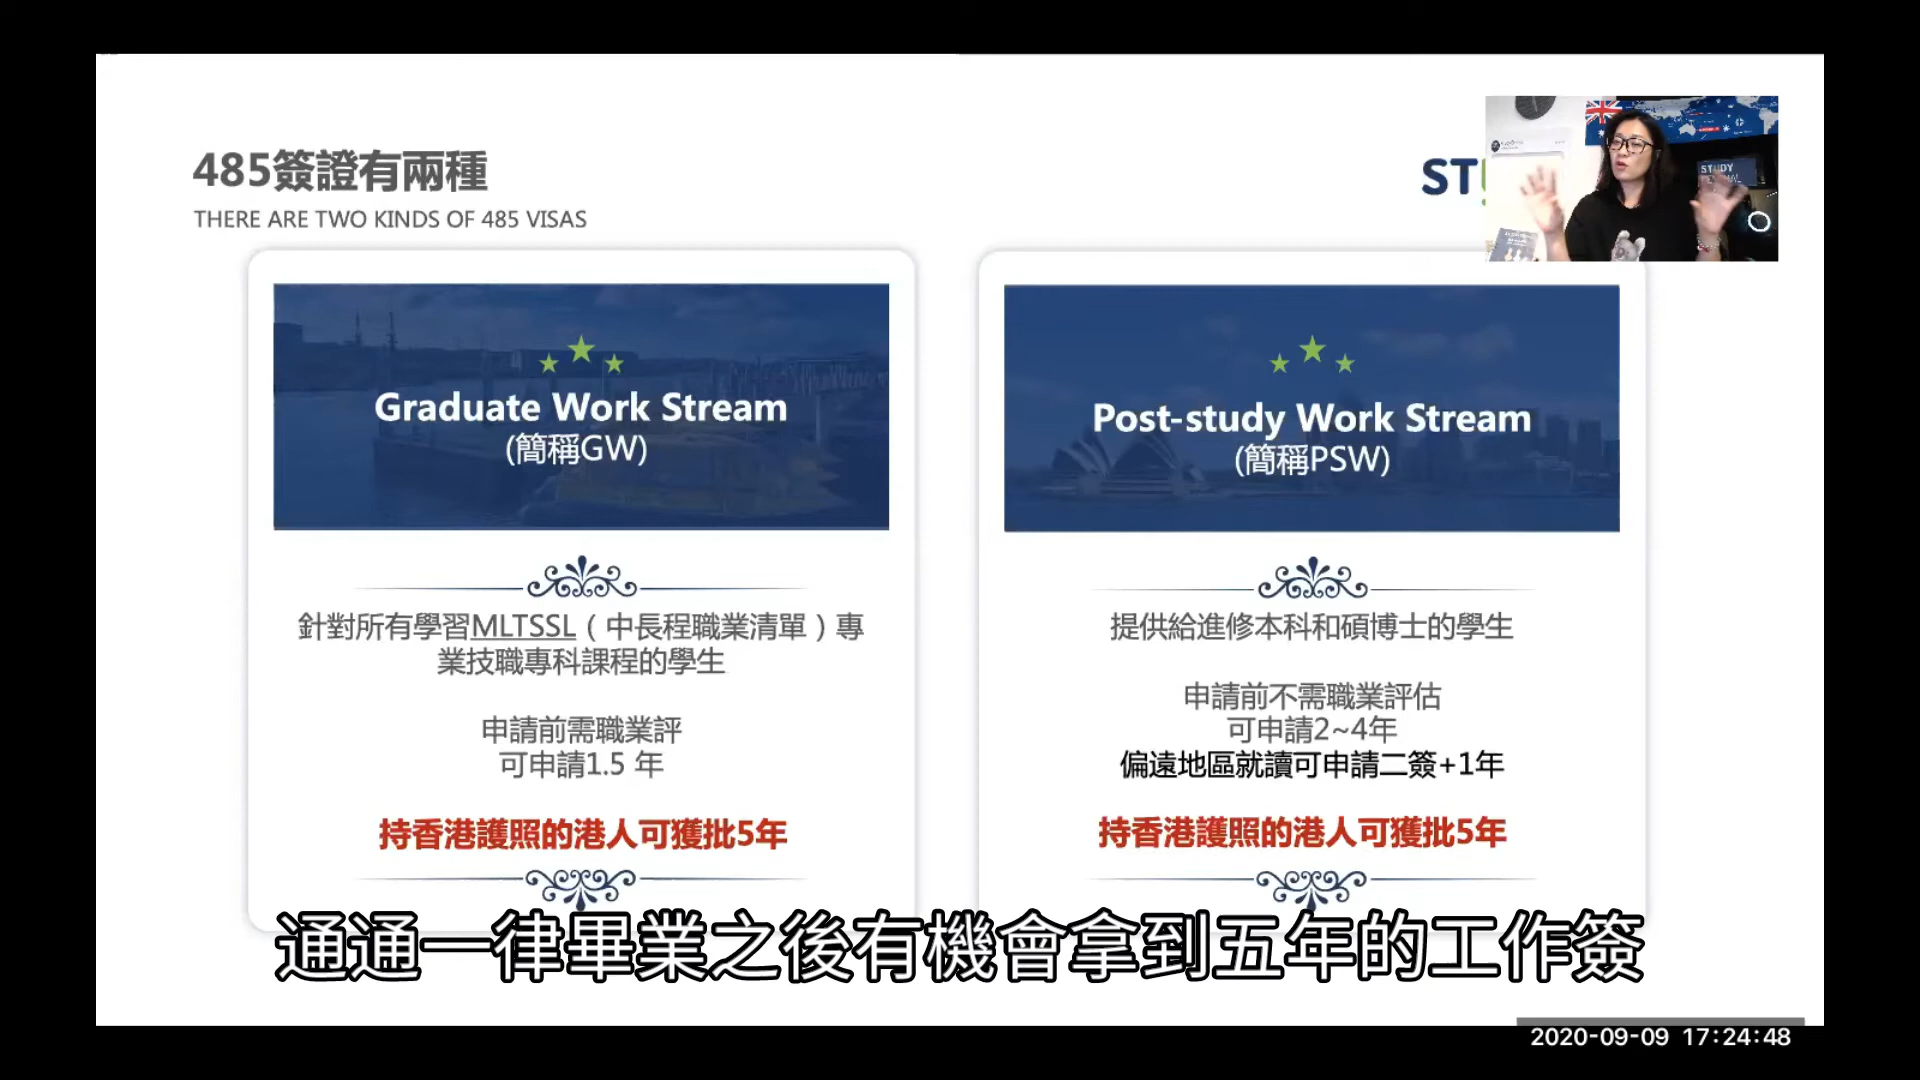 485簽證有兩種
THERE ARE TWO KINDS OF 485 VISAS
ST
STUDY
Graduate Work Stream
(簡稱GW)
針對所有學習MLTSSL（中長程職業清單）專
業技職專科課程的學生
申請前需職業評
可申請1.5 年
持香港護照的港人可獲批5年
Post-study Work Stream
(簡稱PSW)
提供給進修本科和碩博士的學生
申請前不需職業評估
可申請2~4年
偏遠地區就讀可申請二簽+1年
持香港護照的港人可獲批5年
通通一律畢業之後有機會拿到五年的工作簽
2020-09-09 17:24:48